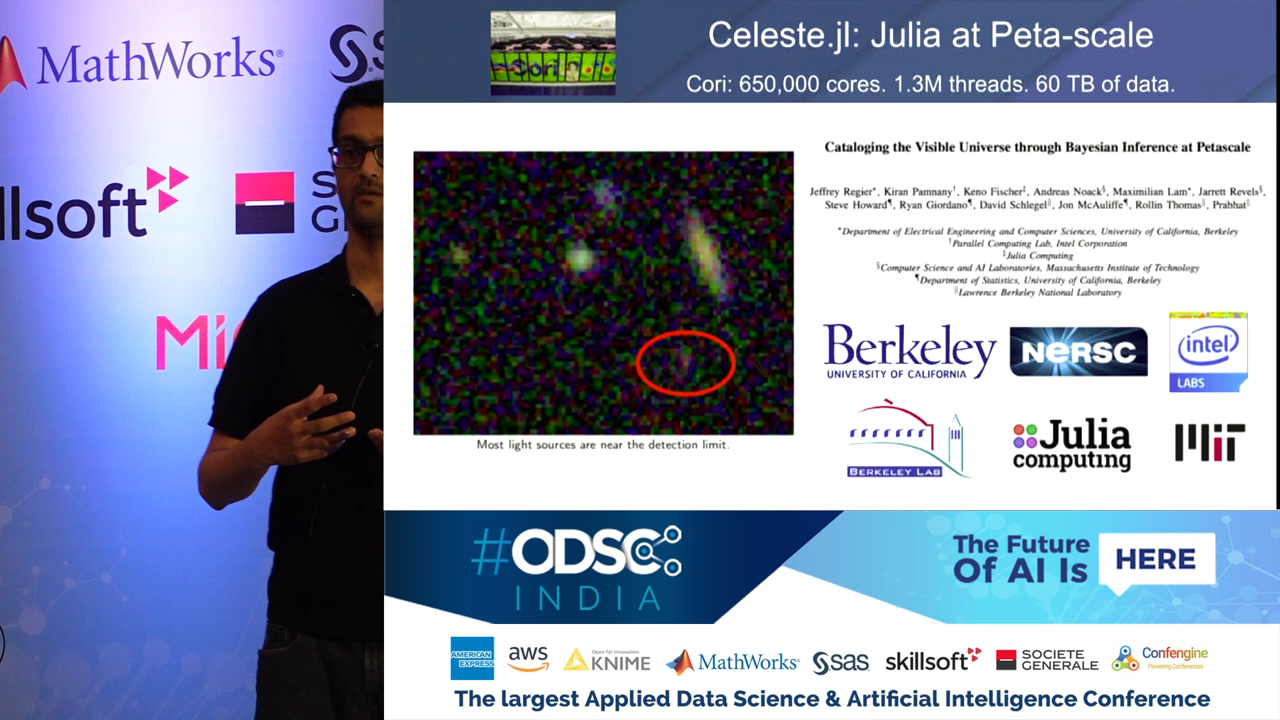 MathWorks®
S
llsoft
S
G
Mi
Celeste.jl: Julia at Peta-scale
Cori: 650,000 cores. 1.3M threads. 60 TB of data.
Cori
Cataloging the Visible Universe through Bayesian Inference at Petascale
Jeffrey Regier*, Kiran Pamnany†, Keno Fischer‡, Andreas Noack§, Maximilian Lam*, Jarrett Revels§,
Steve Howard¶, Ryan Giordano¶, David Schlegel‖, Jon McAuliffe¶, Rollin Thomas‖, Prabhat‖
*Department of Electrical Engineering and Computer Sciences, University of California, Berkeley
†Parallel Computing Lab, Intel Corporation
‡Julia Computing
§Computer Science and AI Laboratories, Massachusetts Institute of Technology
¶Department of Statistics, University of California, Berkeley
‖Lawrence Berkeley National Laboratory
Most light sources are near the detection limit.
Berkeley
UNIVERSITY OF CALIFORNIA
NERSC
intel
LABS
BERKELEY LAB
Julia
computing
MIT
#ODSC
INDIA
The Future
Of AI Is
HERE
AMERICAN
EXPRESS
aws
Open for Innovation
KNIME
MathWorks®
sas
skillsoft
SOCIETE
GENERALE
Confengine
Powering Conferences
The largest Applied Data Science & Artificial Intelligence Conference